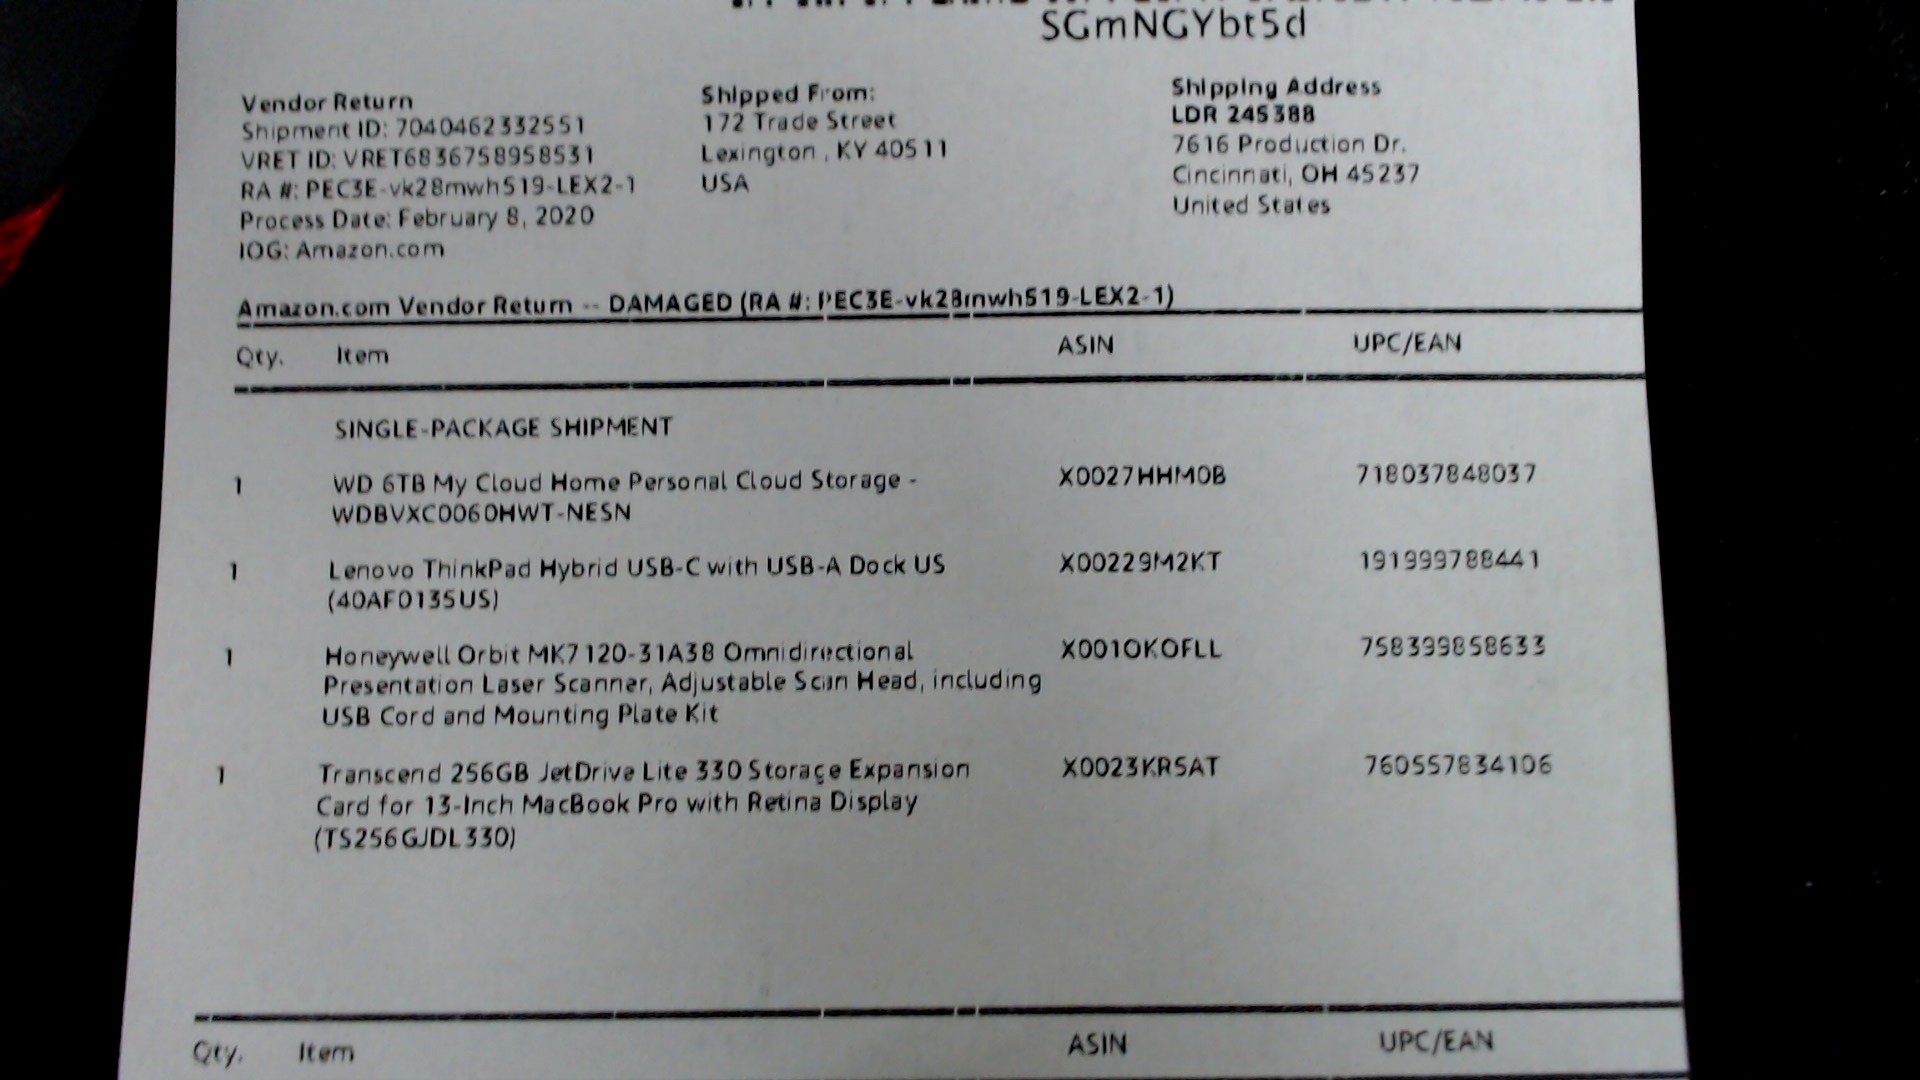 SGmNGYbt5d
Vendor Return
Shipment ID: 7040462332551
VRET ID: VRET6836758958531
RA #: PEC3E-vk28mwh519-LEX2-1
Process Date: February 8, 2020
IOG: Amazon.com
Shipped From:
172 Trade Street
Lexington , KY 40511
USA
Shipping Address
LDR 245388
7616 Production Dr.
Cincinnati, OH 45237
United States
Amazon.com Vendor Return -- DAMAGED (RA #: PEC3E-vk28mwh519-LEX2-1)
Qty. Item ASIN UPC/EAN
SINGLE-PACKAGE SHIPMENT
1 WD 6TB My Cloud Home Personal Cloud Storage - X0027HHM0B 718037848037
WDBVXC0060HWT-NESN
1 Lenovo ThinkPad Hybrid USB-C with USB-A Dock US X00229M2KT 191999788441
(40AF0135US)
1 Honeywell Orbit MK7120-31A38 Omnidirectional X001OKOFLL 758399858633
Presentation Laser Scanner, Adjustable Scan Head, including
USB Cord and Mounting Plate Kit
1 Transcend 256GB JetDrive Lite 330 Storage Expansion X0023KR5AT 760557834106
Card for 13-Inch MacBook Pro with Retina Display
(TS256GJDL330)
Qty. Item ASIN UPC/EAN